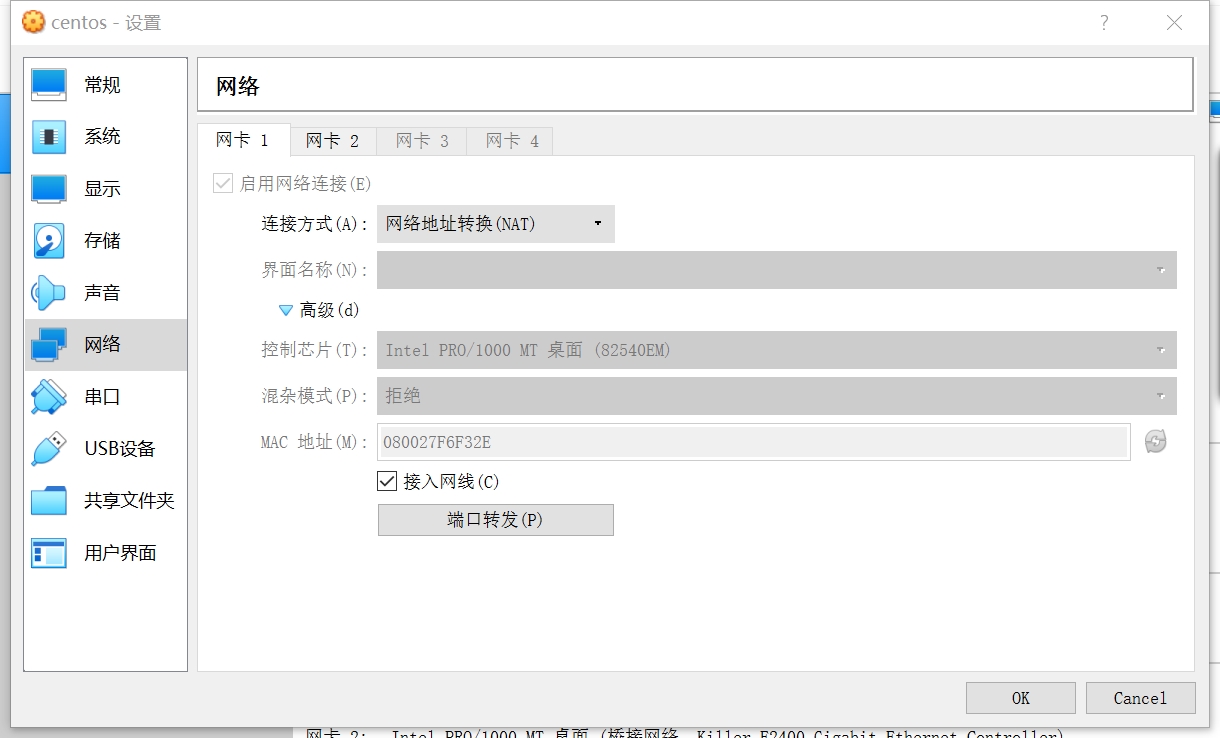 centos - 设置
?
常规
系统
显示
存储
声音
网络
串口
USB设备
共享文件夹
用户界面
网络
网卡 1 网卡 2 网卡 3 网卡 4
启用网络连接(E)
连接方式(A): 网络地址转换(NAT)
界面名称(N):
高级(d)
控制芯片(T): Intel PRO/1000 MT 桌面 (82540EM)
混杂模式(P): 拒绝
MAC 地址(M): 080027F6F32E
接入网线(C)
端口转发(P)
OK Cancel
网卡 2: Intel PRO/1000 MT 桌面 (桥接网络, Killer E2400 Gigabit Ethernet Controller)